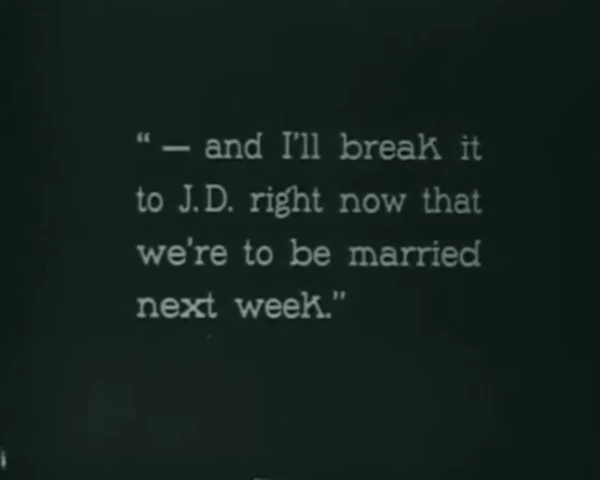 “ — and I'll break it
to J.D. right now that
we're to be married
next week.”